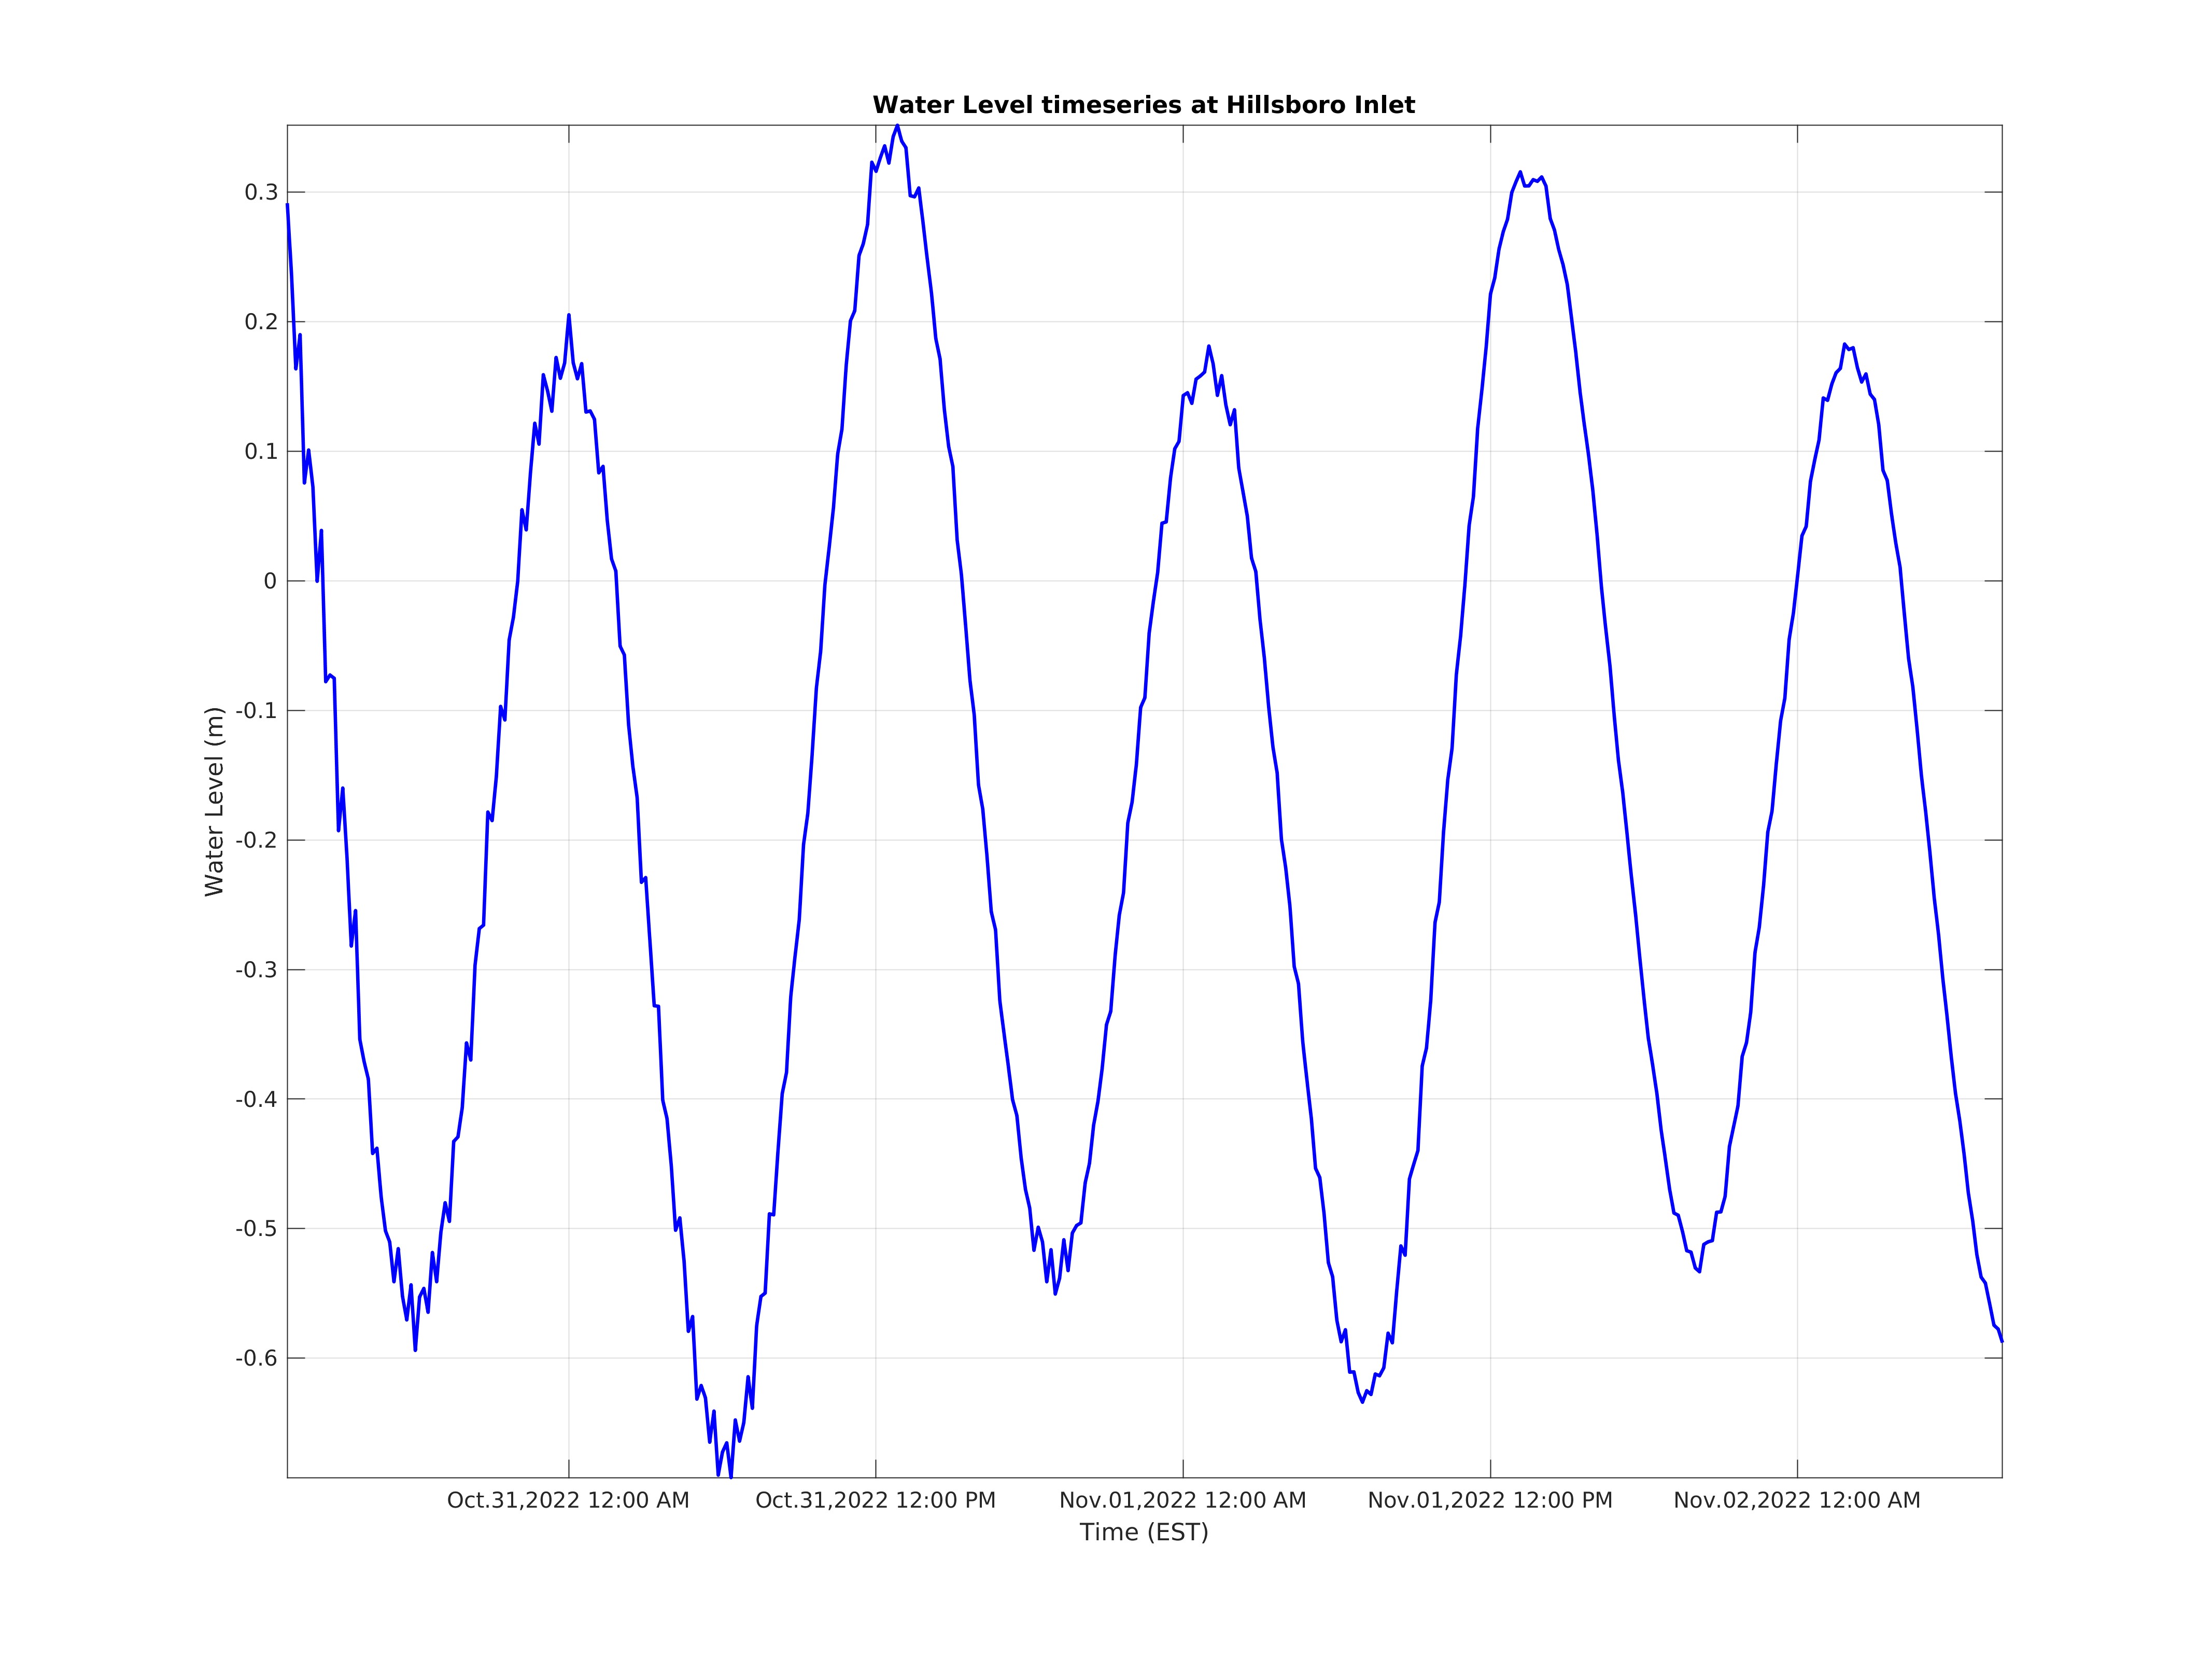 Water Level timeseries at Hillsboro Inlet
0.3
0.2
0.1
0
-0.1
-0.2
-0.3
-0.4
-0.5
-0.6
Water Level (m)
Oct.31,2022 12:00 AM
Oct.31,2022 12:00 PM
Nov.01,2022 12:00 AM
Nov.01,2022 12:00 PM
Nov.02,2022 12:00 AM
Time (EST)